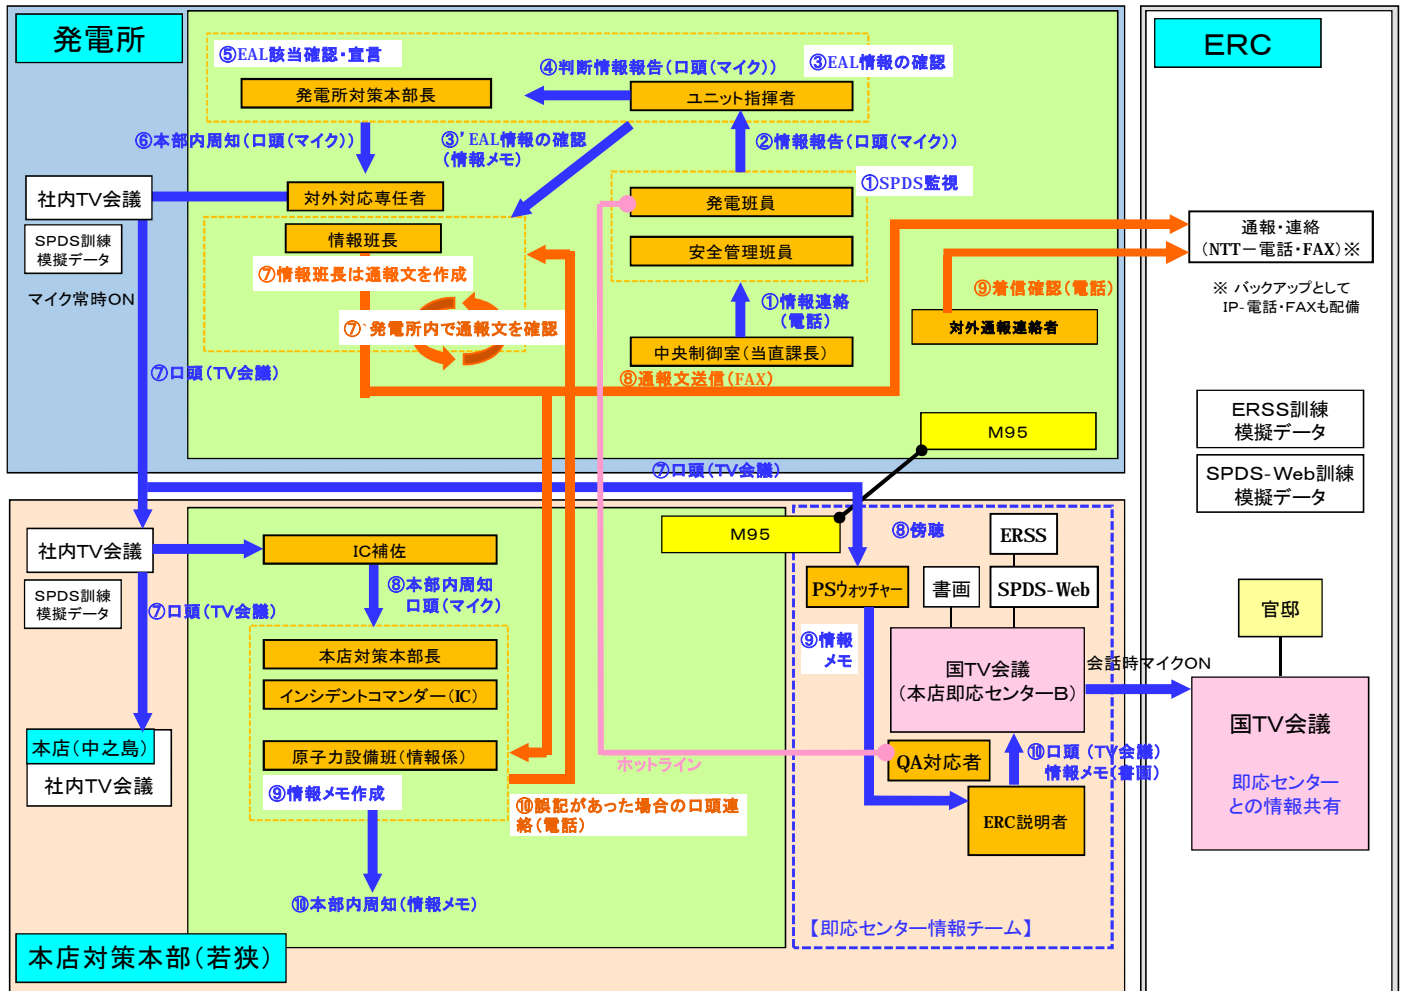 発電所
⑤EAL該当確認・宣言
④判断情報報告(口頭(マイク))
③EAL情報の確認
発電所対策本部長
ユニット指揮者
⑥本部内周知(口頭(マイク))
③’EAL情報の確認
(情報メモ)
②情報報告(口頭(マイク))
①SPDS監視
社内TV会議
対外対応専任者
発電班員
SPDS訓練
模擬データ
情報班長
安全管理班員
マイク常時ON
⑦情報班長は通報文を作成
①情報連絡
(電話)
⑦`発電所内で通報文を確認
中央制御室(当直課長)
⑨着信確認(電話)
対外通報連絡者
⑦口頭(TV会議)
⑧通報文送信(FAX)
M95
⑦口頭(TV会議)
ERC
通報・連絡
(NTT-電話・FAX)※
※ バックアップとして
IP-電話・FAXも配備
ERSS訓練
模擬データ
SPDS-Web訓練
模擬データ
官邸
国TV会議
即応センター
との情報共有
社内TV会議
IC補佐
M95
⑧傍聴
ERSS
SPDS訓練
模擬データ
⑧本部内周知
口頭(マイク)
PSウォッチャー
書画
SPDS-Web
⑦口頭(TV会議)
本店対策本部長
⑨情報
メモ
国TV会議
(本店即応センターB)
会話時マイクON
インシデントコマンダー(IC)
本店(中之島)
社内TV会議
原子力設備班(情報係)
ホットライン
QA対応者
⑩口頭(TV会議)
情報メモ(書画)
⑨情報メモ作成
⑩誤記があった場合の口頭連
絡(電話)
ERC説明者
⑩本部内周知(情報メモ)
【即応センター情報チーム】
本店対策本部(若狭)